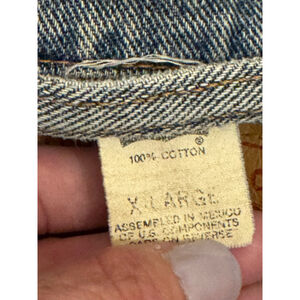 ®
100% COTTON
X-LARGE
ASSEMBLED IN MEXICO
OF U.S. COMPONENTS
CARE ON REVERSE